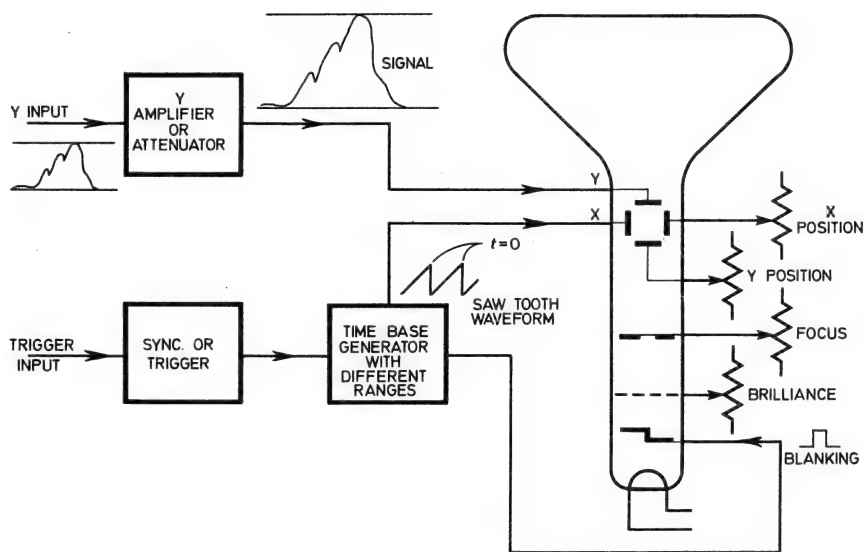 SIGNAL
Y INPUT
Y
AMPLIFIER
OR
ATTENUATOR
Y
X
X
POSITION
t=0
Y POSITION
SAW TOOTH
WAVEFORM
TRIGGER
INPUT
SYNC. OR
TRIGGER
TIME BASE
GENERATOR
WITH
DIFFERENT
RANGES
FOCUS
BRILLIANCE
BLANKING